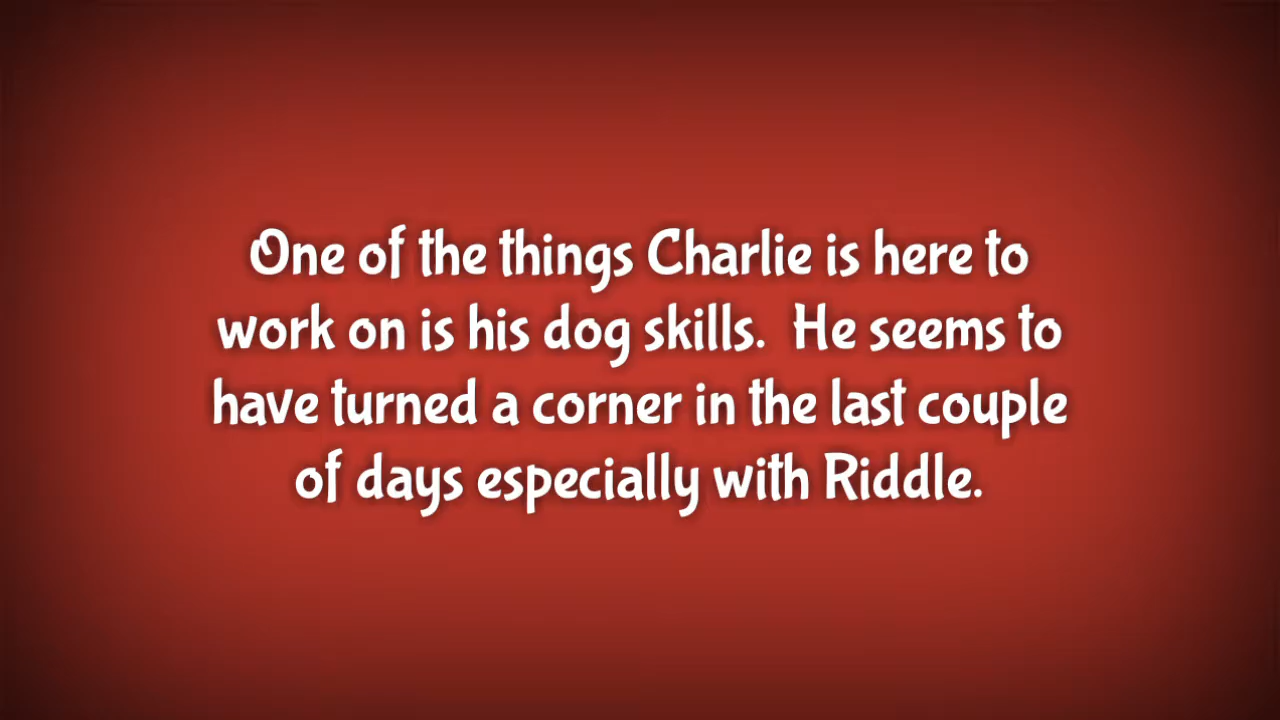 One of the things Charlie is here to
work on is his dog skills.  He seems to
have turned a corner in the last couple
of days especially with Riddle.